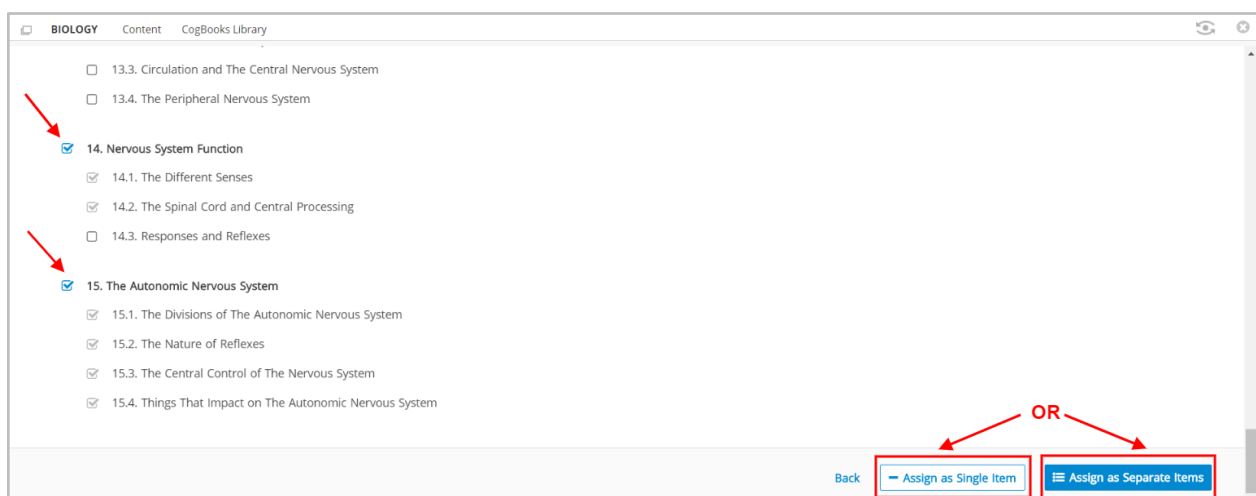 BIOLOGY Content CogBooks Library
13.3. Circulation and The Central Nervous System
13.4. The Peripheral Nervous System
14. Nervous System Function
14.1. The Different Senses
14.2. The Spinal Cord and Central Processing
14.3. Responses and Reflexes
15. The Autonomic Nervous System
15.1. The Divisions of The Autonomic Nervous System
15.2. The Nature of Reflexes
15.3. The Central Control of The Nervous System
15.4. Things That Impact on The Autonomic Nervous System
OR
Back Assign as Single Item Assign as Separate Items